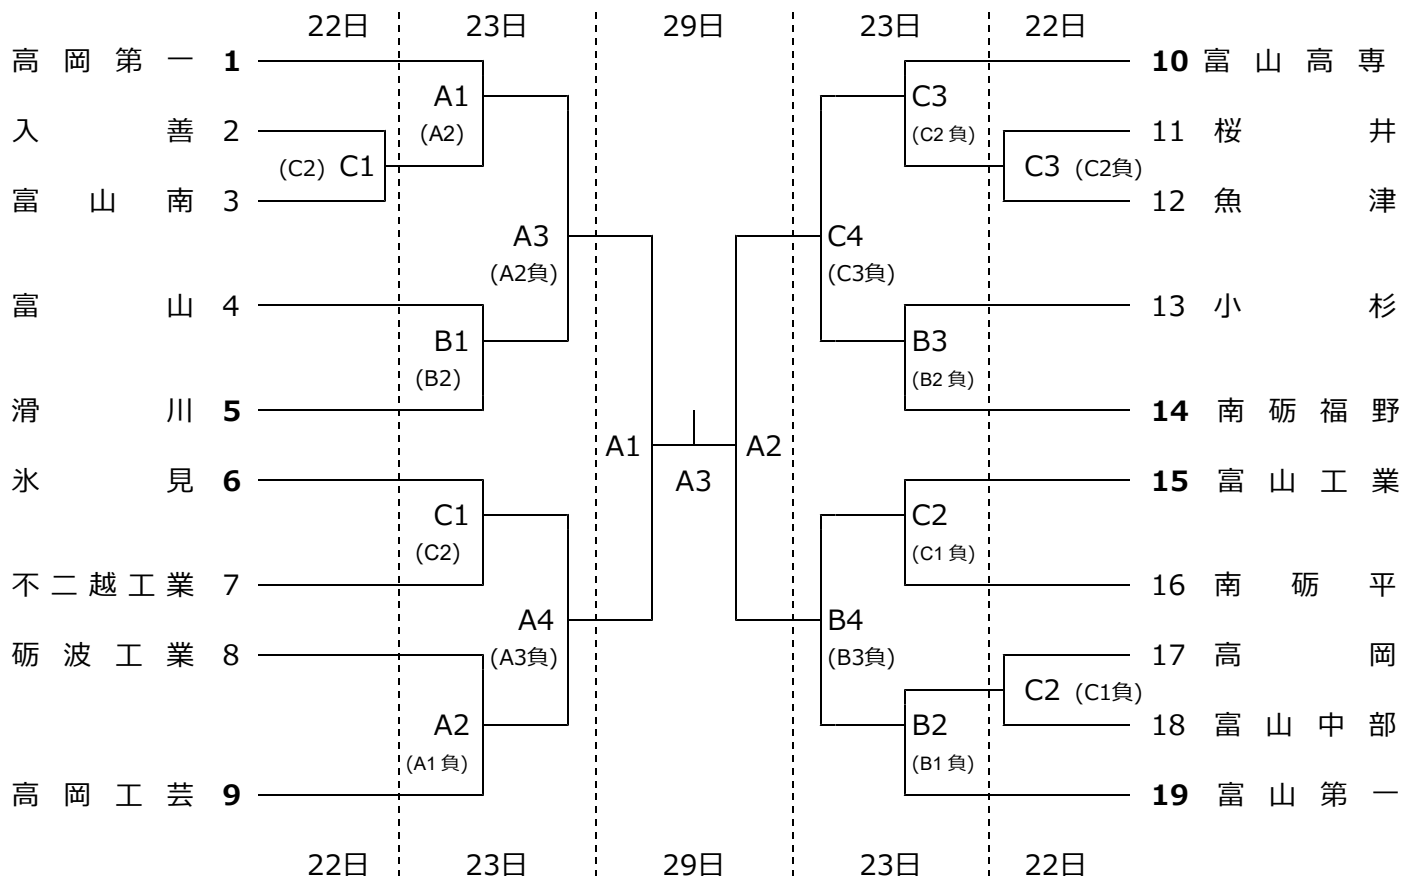 22日 23日 29日 23日 22日
高岡第一 1
10 富山高専
A1
C3
入善 2
(A2)
(C2 負)
11 桜井
(C2) C1
C3 (C2負)
富山南 3
12 魚津
A3
C4
(A2負)
(C3負)
富山 4
13 小杉
B1
B3
(B2)
(B2 負)
滑川 5
14 南砺福野
A1
A2
氷見 6
A3
15 富山工業
C1
C2
(C2)
(C1 負)
不二越工業 7
16 南砺平
A4
B4
砺波工業 8
(A3負)
(B3負)
17 高岡
C2 (C1負)
A2
B2
18 富山中部
(A1 負)
(B1 負)
高岡工芸 9
19 富山第一
22日 23日 29日 23日 22日